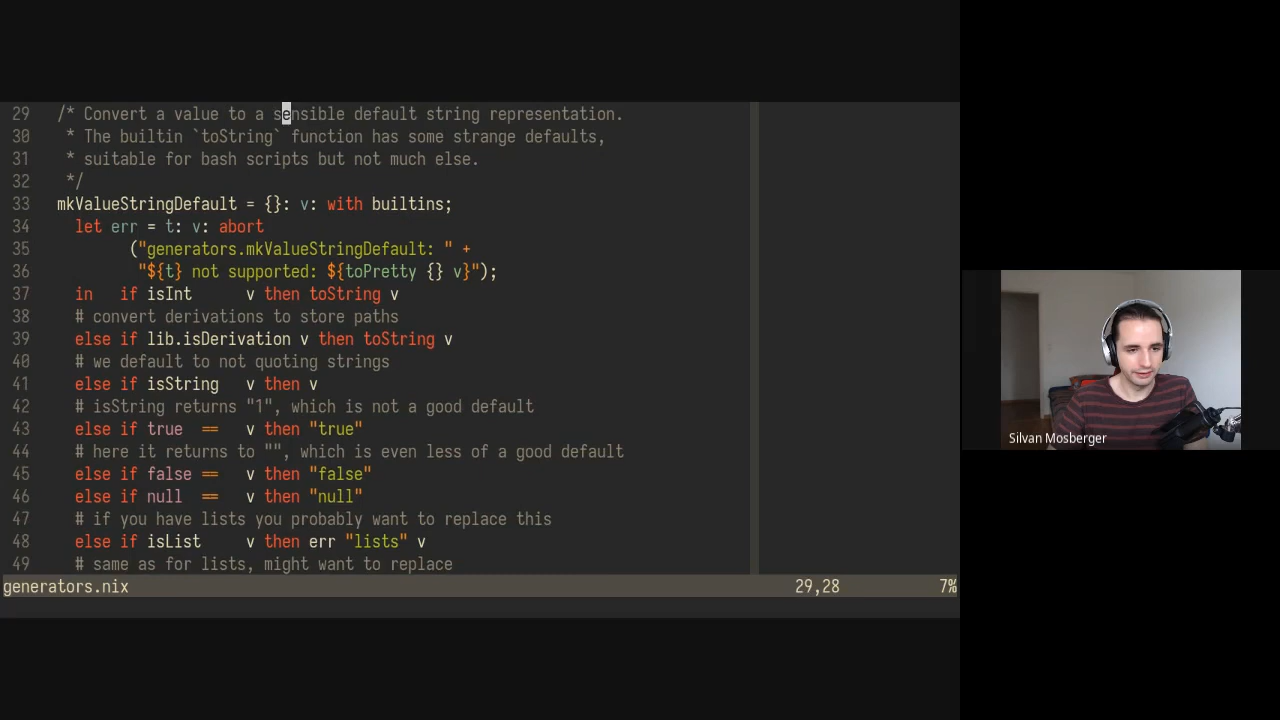 29 /* Convert a value to a sensible default string representation.
30 * The builtin `toString` function has some strange defaults,
31 * suitable for bash scripts but not much else.
32 */
33 mkValueStringDefault = {}: v: with builtins;
34 let err = t: v: abort
35 ("generators.mkValueStringDefault: " +
36 "${t} not supported: ${toPretty {} v}");
37 in if isInt v then toString v
38 # convert derivations to store paths
39 else if lib.isDerivation v then toString v
40 # we default to not quoting strings
41 else if isString v then v
42 # isString returns "1", which is not a good default
43 else if true == v then "true"
44 # here it returns to "", which is even less of a good default
45 else if false == v then "false"
46 else if null == v then "null"
47 # if you have lists you probably want to replace this
48 else if isList v then err "lists" v
49 # same as for lists, might want to replace
generators.nix 29,28 7%
Silvan Mosberger